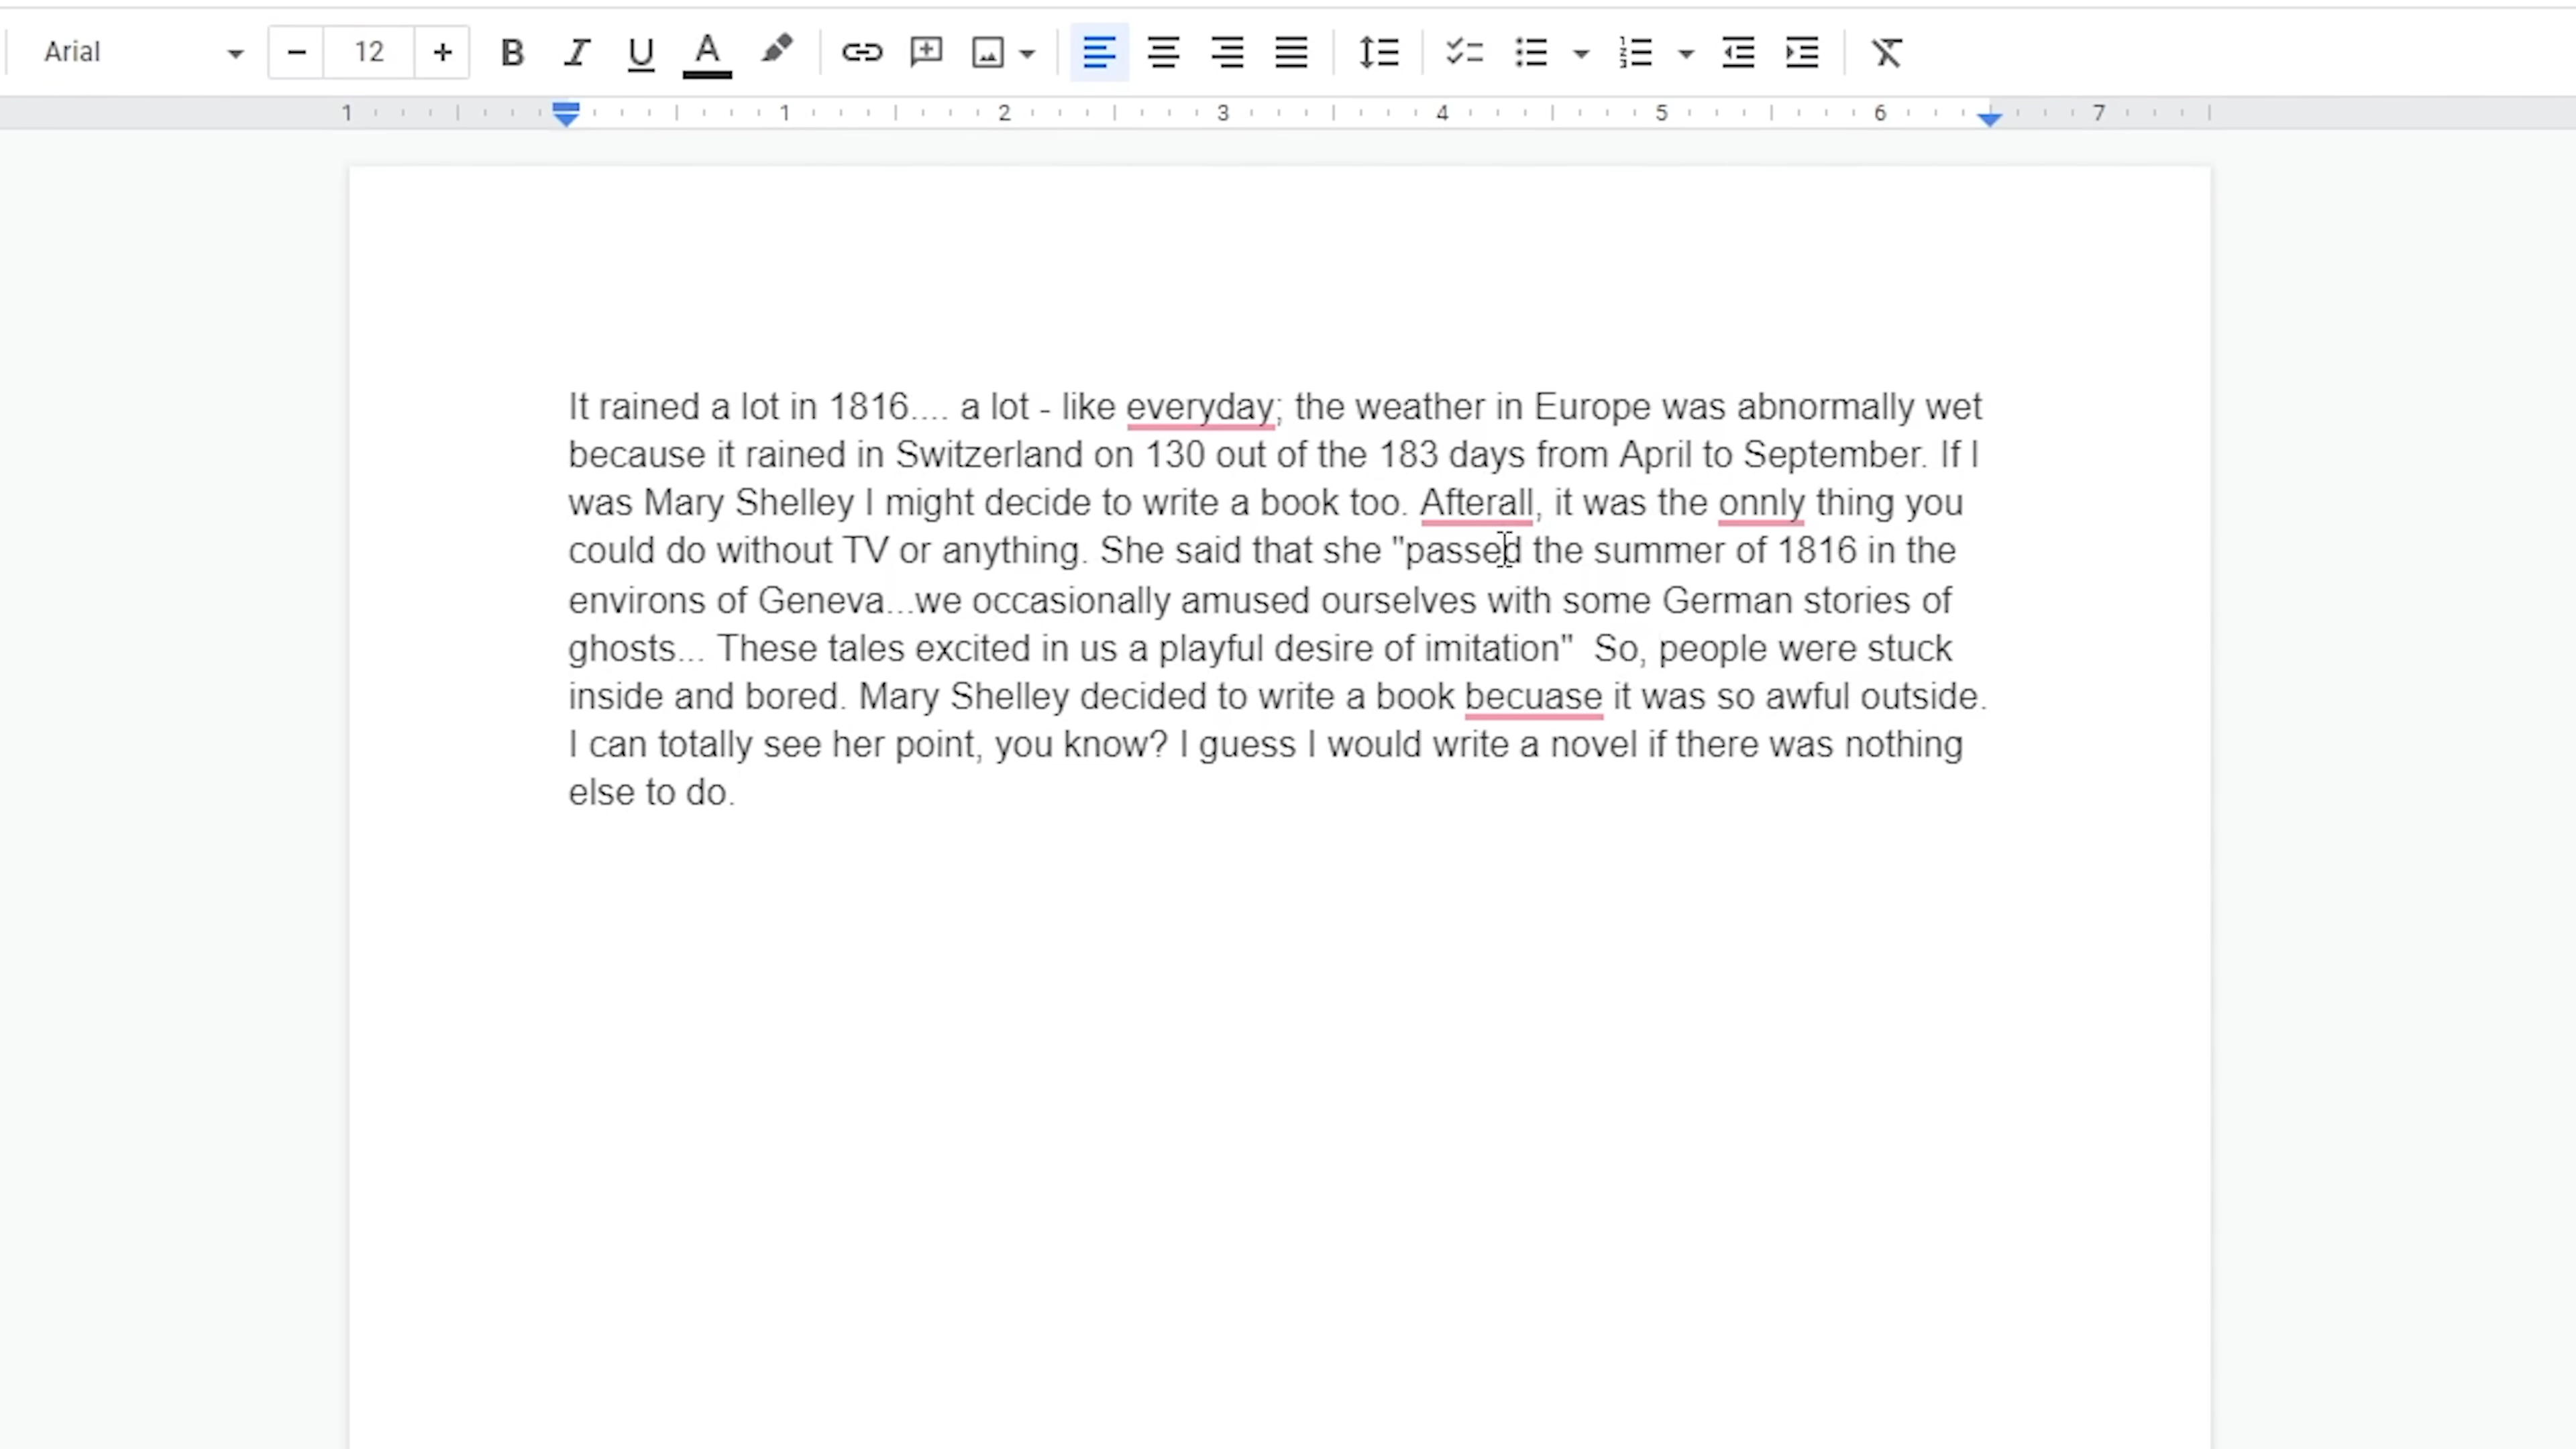 Arial 12 B I U A
1 1 2 3 4 5 6 7
It rained a lot in 1816.... a lot - like everyday; the weather in Europe was abnormally wet
because it rained in Switzerland on 130 out of the 183 days from April to September. If I
was Mary Shelley I might decide to write a book too. Afterall, it was the onnly thing you
could do without TV or anything. She said that she "passed the summer of 1816 in the
environs of Geneva...we occasionally amused ourselves with some German stories of
ghosts... These tales excited in us a playful desire of imitation"  So, people were stuck
inside and bored. Mary Shelley decided to write a book becuase it was so awful outside.
I can totally see her point, you know? I guess I would write a novel if there was nothing
else to do.